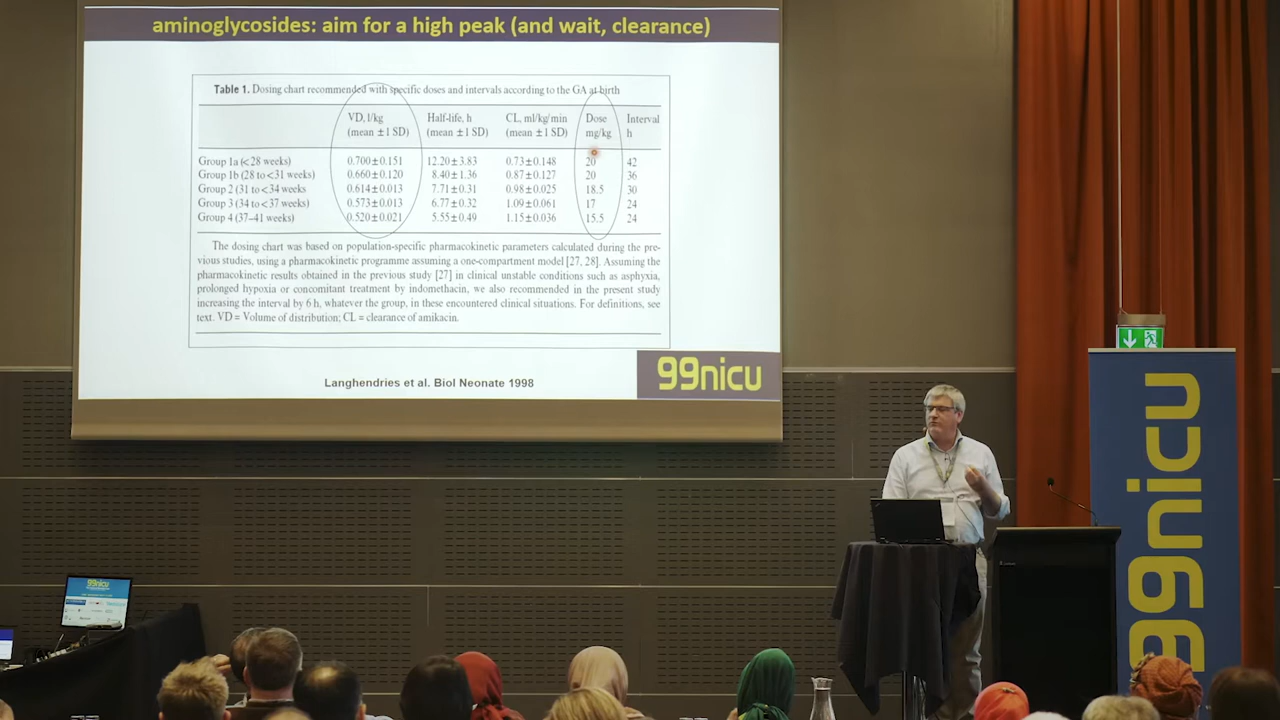 aminoglycosides: aim for a high peak (and wait, clearance)
Table 1. Dosing chart recommended with specific doses and intervals according to the GA at birth
VD, l/kg Half-life, h CL, ml/kg/min Dose Interval
(mean ± 1 SD) (mean ± 1 SD) (mean ± 1 SD) mg/kg h
Group 1a (< 28 weeks) 0.700±0.151 12.20±3.83 0.73±0.148 20 42
Group 1b (28 to <31 weeks) 0.660±0.120 8.40±1.36 0.87±0.127 20 36
Group 2 (31 to <34 weeks 0.614±0.013 7.71±0.31 0.98±0.025 18.5 30
Group 3 (34 to <37 weeks) 0.573±0.013 6.77±0.32 1.09±0.061 17 24
Group 4 (37–41 weeks) 0.520±0.021 5.55±0.49 1.15±0.036 15.5 24
The dosing chart was based on population-specific pharmacokinetic parameters calculated during the pre-
vious studies, using a pharmacokinetic programme assuming a one-compartment model [27, 28]. Assuming the
pharmacokinetic results obtained in the previous study [27] in clinical unstable conditions such as asphyxia,
prolonged hypoxia or concomitant treatment by indomethacin, we also recommended in the present study
increasing the interval by 6 h, whatever the group, in these encountered clinical situations. For definitions, see
text. VD = Volume of distribution; CL = clearance of amikacin.
Langhendries et al. Biol Neonate 1998
99nicu
99nicu
99nicu